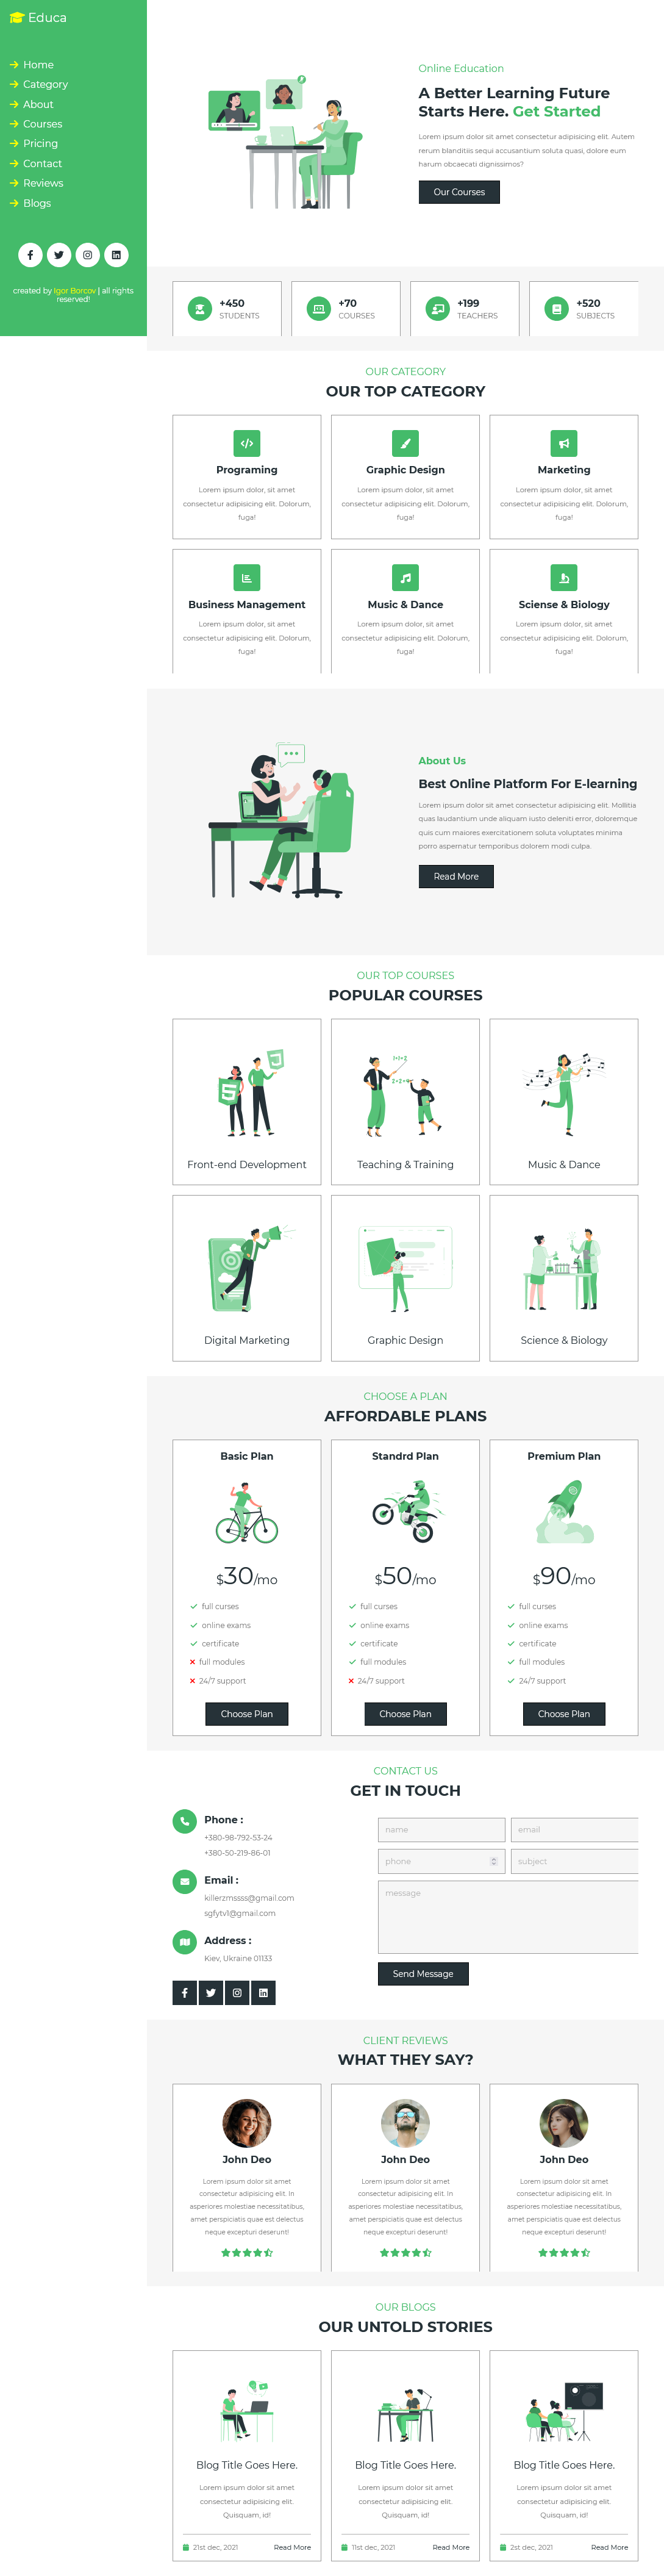 Educa
Home
Category
About
Courses
Pricing
Contact
Reviews
Blogs
created by Igor Borcov | all rights
reserved!
Online Education
A Better Learning Future
Starts Here. Get Started
Lorem ipsum dolor sit amet consectetur adipisicing elit. Autem
rerum blanditiis sequi accusantium soluta quasi, dolore eum
harum obcaecati dignissimos?
Our Courses
+450
STUDENTS
+70
COURSES
+199
TEACHERS
+520
SUBJECTS
OUR CATEGORY
OUR TOP CATEGORY
Programing
Lorem ipsum dolor, sit amet
consectetur adipisicing elit. Dolorum,
fuga!
Graphic Design
Lorem ipsum dolor, sit amet
consectetur adipisicing elit. Dolorum,
fuga!
Marketing
Lorem ipsum dolor, sit amet
consectetur adipisicing elit. Dolorum,
fuga!
Business Management
Lorem ipsum dolor, sit amet
consectetur adipisicing elit. Dolorum,
fuga!
Music & Dance
Lorem ipsum dolor, sit amet
consectetur adipisicing elit. Dolorum,
fuga!
Sciense & Biology
Lorem ipsum dolor, sit amet
consectetur adipisicing elit. Dolorum,
fuga!
About Us
Best Online Platform For E-learning
Lorem ipsum dolor sit amet consectetur adipisicing elit. Mollitia
quas laudantium unde aliquam iusto deleniti error, doloremque
quis cum maiores exercitationem soluta voluptates minima
porro aspernatur temporibus dolorem modi culpa.
Read More
OUR TOP COURSES
POPULAR COURSES
5
Front-end Development
1+1=2
2+2=4
Teaching & Training
Music & Dance
Digital Marketing
Graphic Design
Science & Biology
CHOOSE A PLAN
AFFORDABLE PLANS
Basic Plan
$30/mo
full curses
online exams
certificate
full modules
24/7 support
Choose Plan
Standrd Plan
$50/mo
full curses
online exams
certificate
full modules
24/7 support
Choose Plan
Premium Plan
$90/mo
full curses
online exams
certificate
full modules
24/7 support
Choose Plan
CONTACT US
GET IN TOUCH
Phone :
+380-98-792-53-24
+380-50-219-86-01
Email :
killerzmssss@gmail.com
sgfytv1@gmail.com
Address :
Kiev, Ukraine 01133
name
email
phone
subject
message
Send Message
CLIENT REVIEWS
WHAT THEY SAY?
John Deo
Lorem ipsum dolor sit amet
consectetur adipisicing elit. In
asperiores molestiae necessitatibus,
amet perspiciatis quae est delectus
neque excepturi deserunt!
John Deo
Lorem ipsum dolor sit amet
consectetur adipisicing elit. In
asperiores molestiae necessitatibus,
amet perspiciatis quae est delectus
neque excepturi deserunt!
John Deo
Lorem ipsum dolor sit amet
consectetur adipisicing elit. In
asperiores molestiae necessitatibus,
amet perspiciatis quae est delectus
neque excepturi deserunt!
OUR BLOGS
OUR UNTOLD STORIES
Blog Title Goes Here.
Lorem ipsum dolor sit amet
consectetur adipisicing elit.
Quisquam, id!
21st dec, 2021
Read More
Blog Title Goes Here.
Lorem ipsum dolor sit amet
consectetur adipisicing elit.
Quisquam, id!
11st dec, 2021
Read More
Blog Title Goes Here.
Lorem ipsum dolor sit amet
consectetur adipisicing elit.
Quisquam, id!
2st dec, 2021
Read More